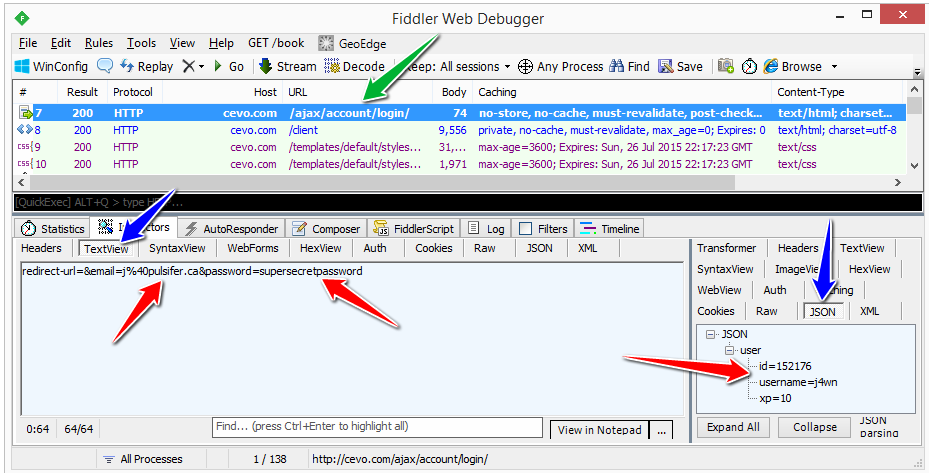 Fiddler Web Debugger
File Edit Rules Tools View Help GET /book GeoEdge
WinConfig Replay Go Stream Decode Keep: All sessions Any Process Find Save Browse
# Result Protocol Host URL Body Caching Content-Type
7 200 HTTP cevo.com /ajax/account/login/ 74 no-store, no-cache, must-revalidate, post-check... text/html; charset...
8 200 HTTP cevo.com /client 9,556 private, no-cache, must-revalidate, max_age=0; Expires: 0 text/html; charset=utf-8
9 200 HTTP cevo.com /templates/default/styles... 31,... max-age=3600; Expires: Sun, 26 Jul 2015 22:17:23 GMT text/css
10 200 HTTP cevo.com /templates/default/styles... 1,971 max-age=3600; Expires: Sun, 26 Jul 2015 22:17:23 GMT text/css
[QuickExec] ALT+Q > type ...
Statistics AutoResponder Composer FiddlerScript Log Filters Timeline
Headers TextView SyntaxView WebForms HexView Auth Cookies Raw JSON XML
redirect-url=&email=j%40pulsifer.ca&password=supersecretpassword
0:64 64/64 Find... (press Ctrl+Enter to highlight all) View in Notepad ...
Transformer Headers TextView
SyntaxView ImageView HexView
WebView Auth
Cookies Raw JSON XML
JSON
user
id=152176
username=j4wn
xp=10
Expand All Collapse JSON parsing
All Processes 1 / 138 http://cevo.com/ajax/account/login/